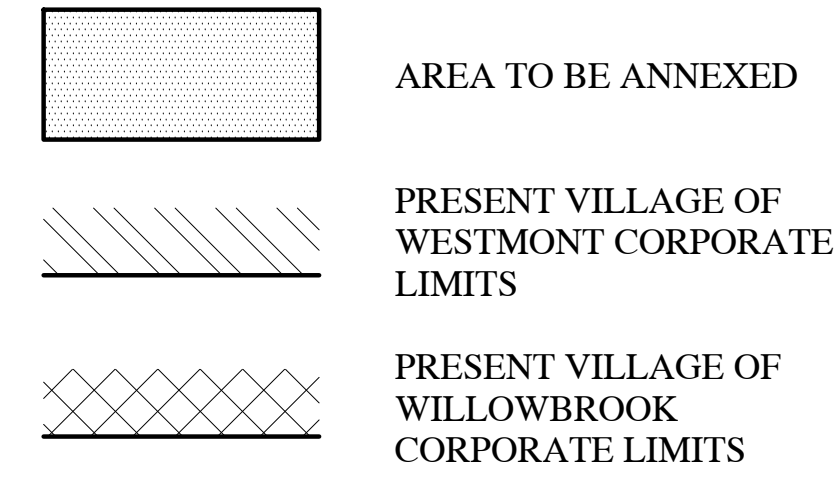 AREA TO BE ANNEXED
PRESENT VILLAGE OF
WESTMONT CORPORATE
LIMITS
PRESENT VILLAGE OF
WILLOWBROOK
CORPORATE LIMITS